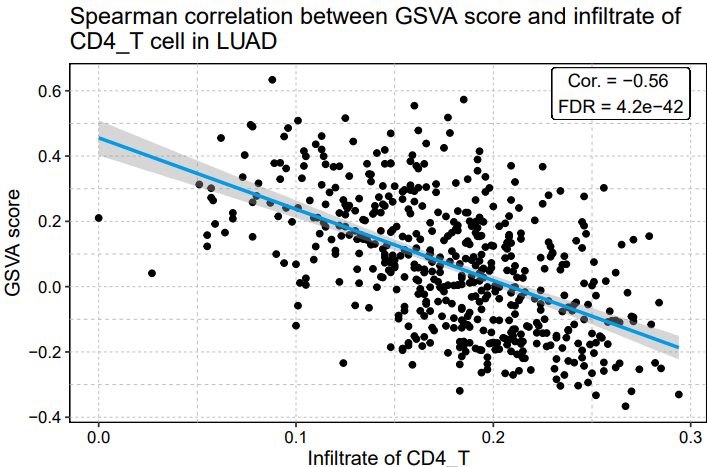 Spearman correlation between GSVA score and infiltrate of
CD4_T cell in LUAD
Cor. = −0.56
FDR = 4.2e−42
GSVA score
0.6
0.4
0.2
0.0
−0.2
−0.4
0.0 0.1 0.2 0.3
Infiltrate of CD4_T